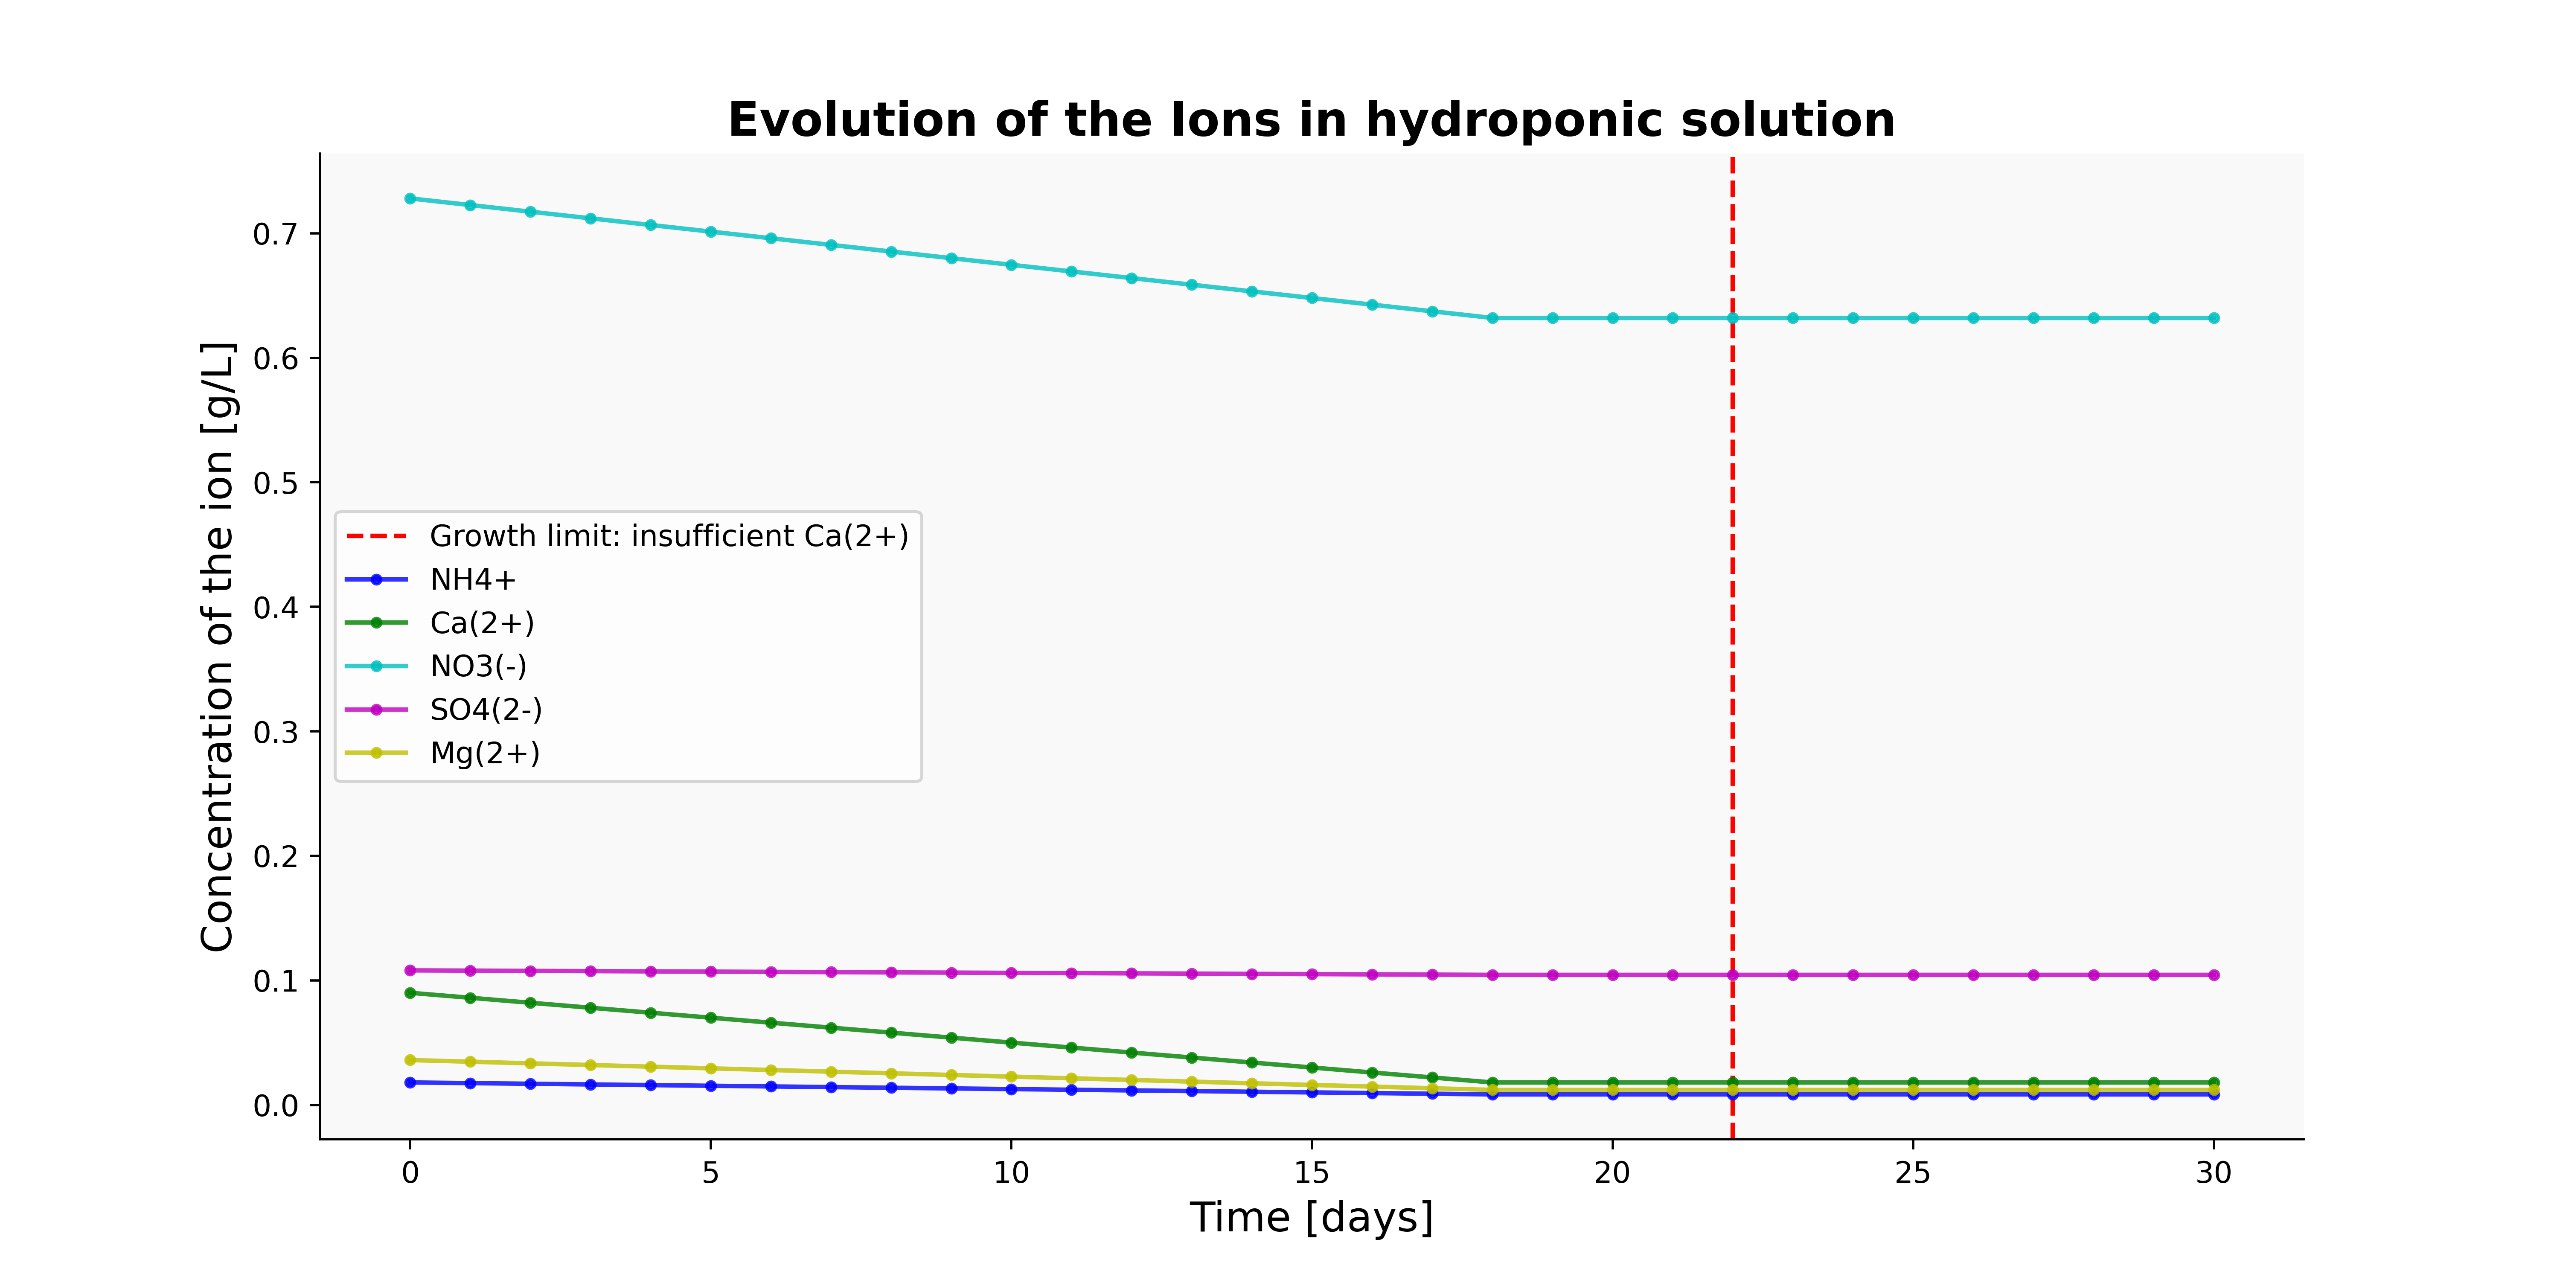 Evolution of the Ions in hydroponic solution
Concentration of the ion [g/L]
0.7
0.6
0.5
0.4
0.3
0.2
0.1
0.0
Growth limit: insufficient Ca(2+)
NH4+
Ca(2+)
NO3(-)
SO4(2-)
Mg(2+)
0 5 10 15 20 25 30
Time [days]